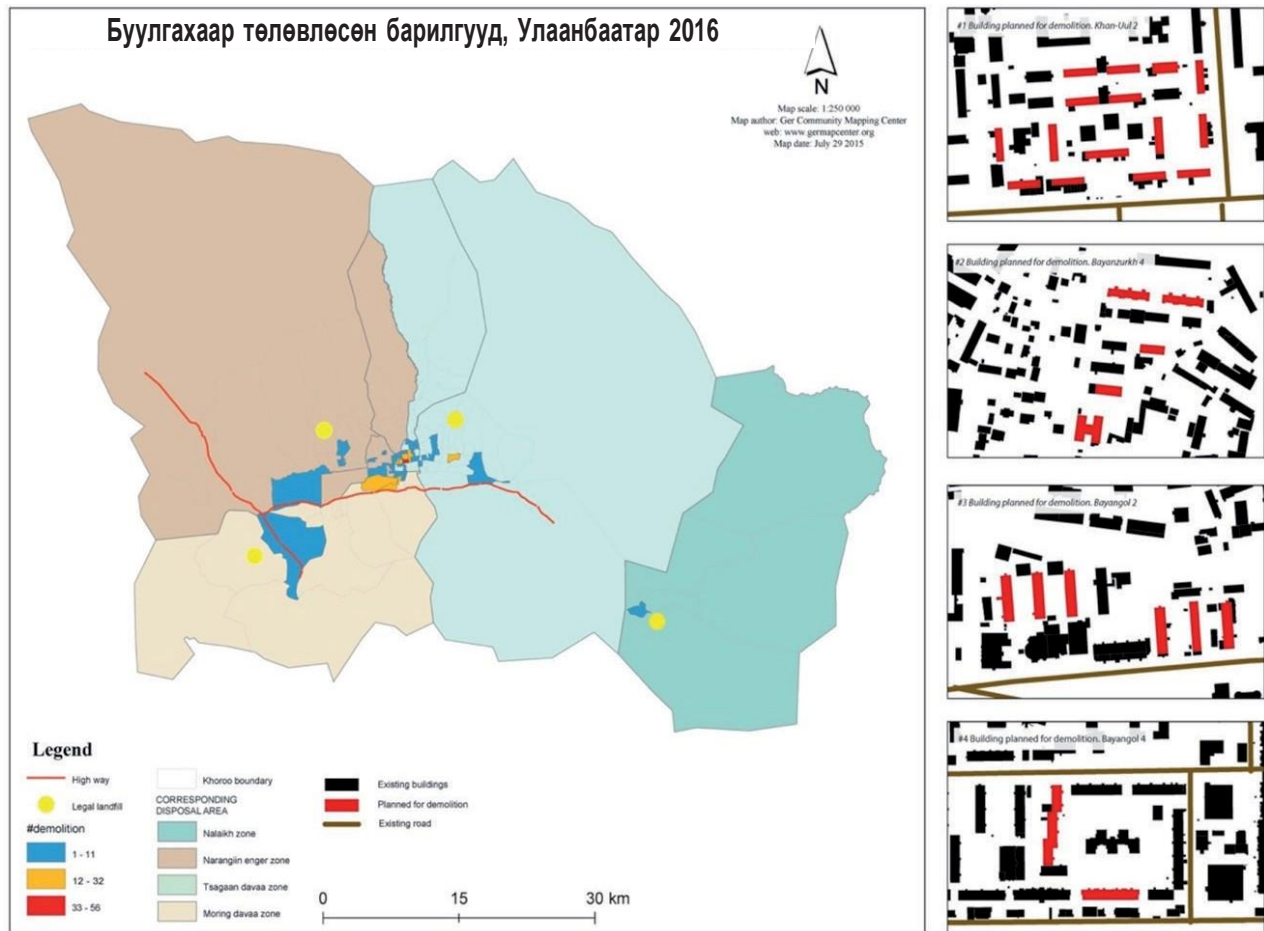 Буулгахаар төлөвлөсөн барилгууд, Улаанбаатар 2016
N
Map scale: 1:250 000
Map author: Ger Community Mapping Center
web: www.germapcenter.org
Map date: July 29 2015
Legend
High way
Legal landfill
#demolition
1 - 11
12 - 32
33 - 56
Khoroo boundary
CORRESPONDING
DISPOSAL AREA
Nalaikh zone
Narangiin enger zone
Tsagaan davaa zone
Moring davaa zone
Existing buildings
Planned for demolition
Existing road
0 15 30 km
#1 Building planned for demolition. Khan-Uul 2
#2 Building planned for demolition. Bayanzurkh 4
#3 Building planned for demolition. Bayangol 2
#4 Building planned for demolition. Bayangol 4